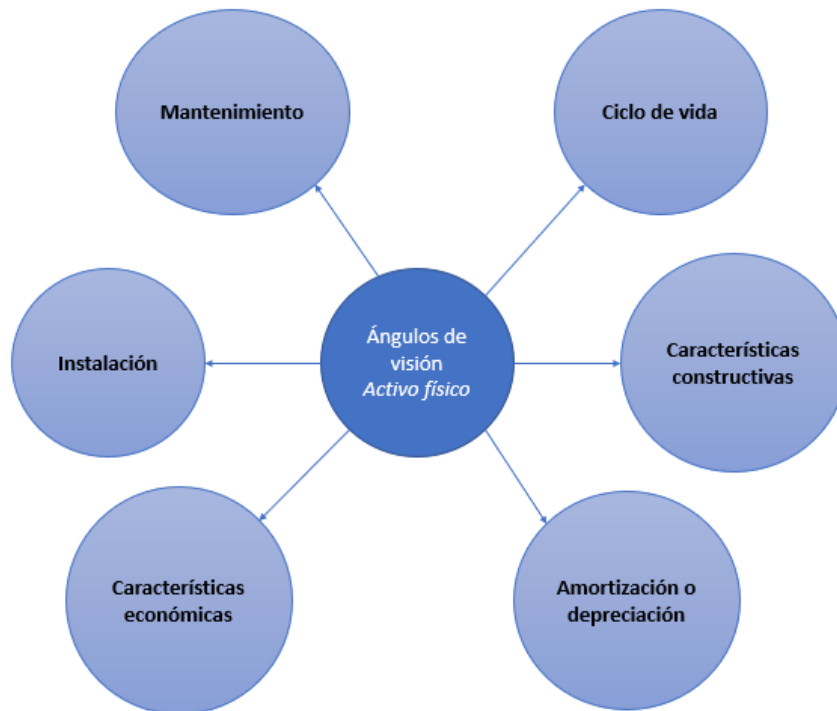 Mantenimiento
Ciclo de vida
Ángulos de
visión
Activo físico
Instalación
Características
constructivas
Características
económicas
Amortización o
depreciación